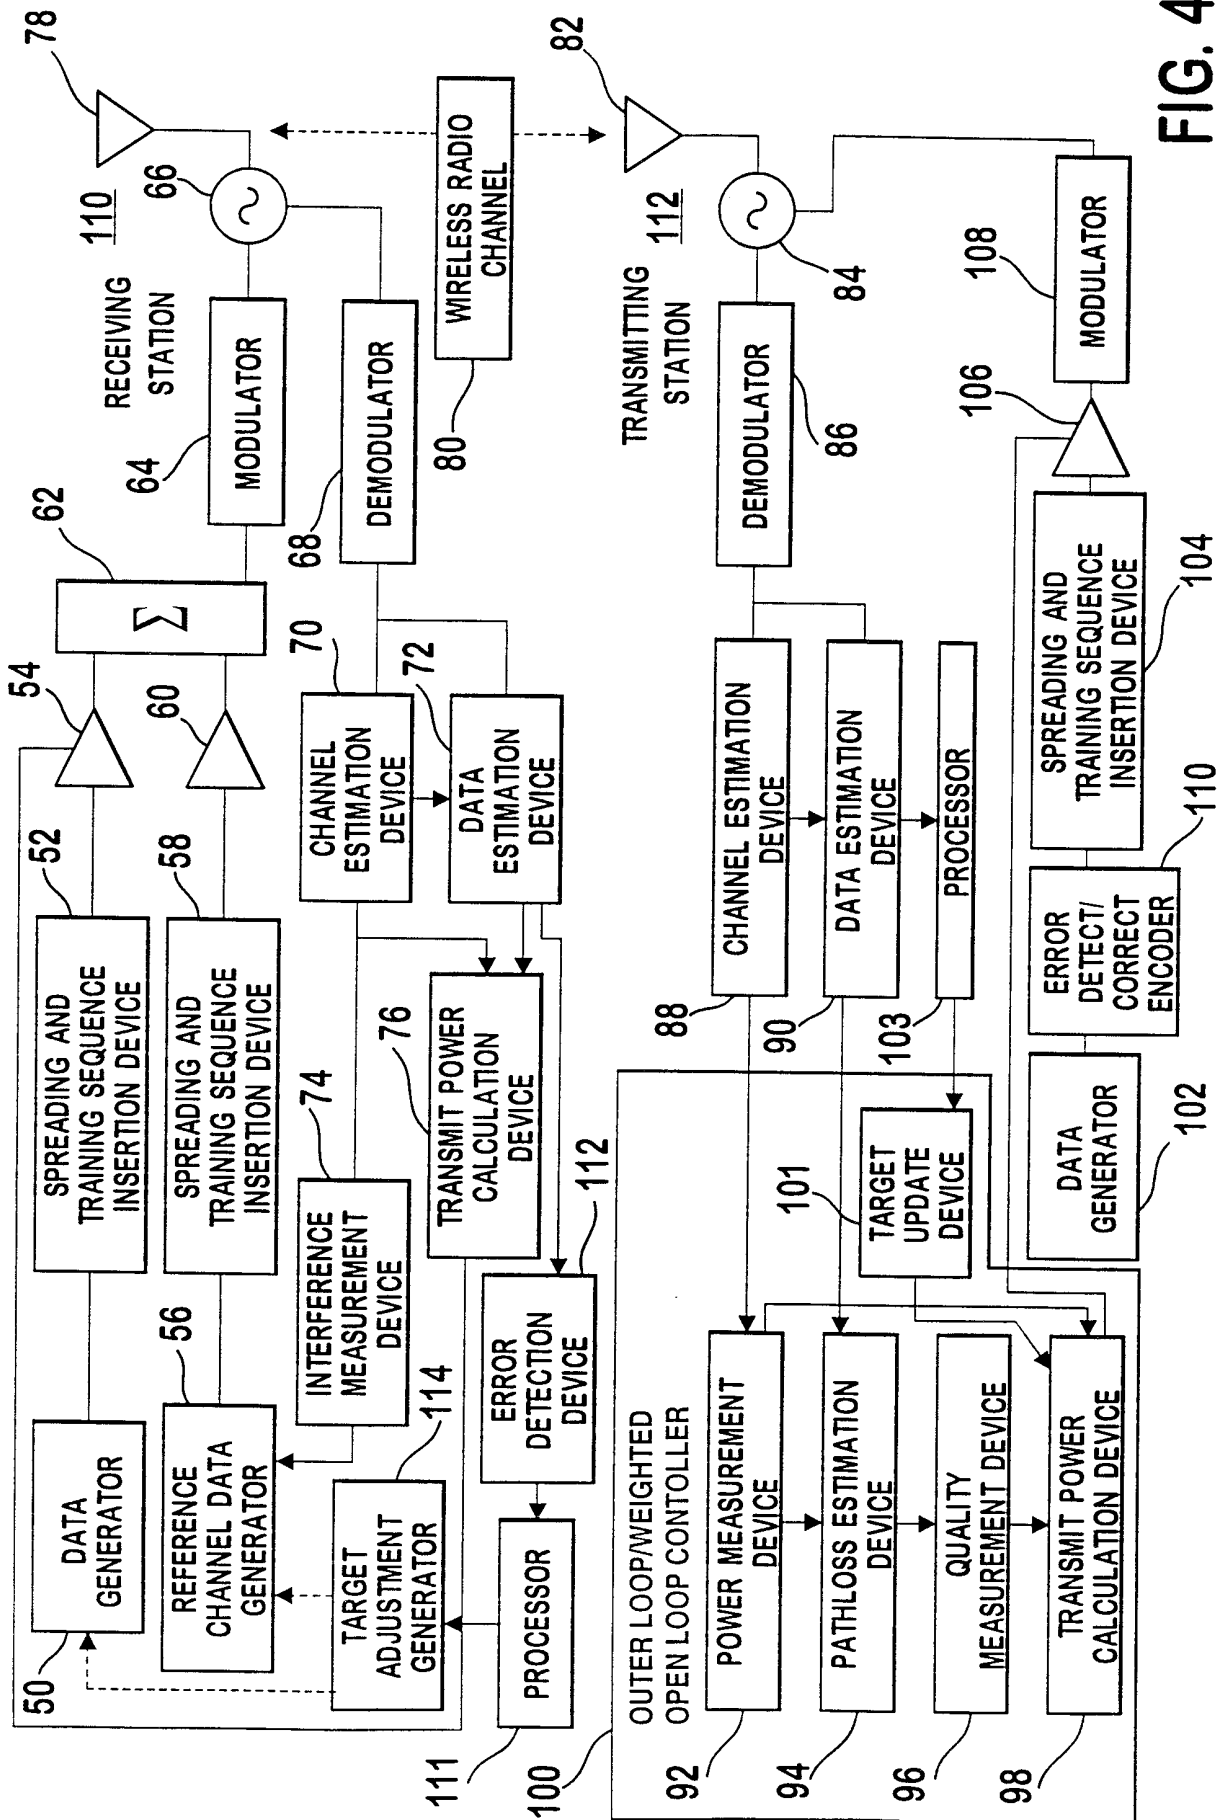 50
DATA
GENERATOR
52
SPREADING AND
TRAINING SEQUENCE
INSERTION DEVICE
54
62
Σ
56
REFERENCE
CHANNEL DATA
GENERATOR
58
SPREADING AND
TRAINING SEQUENCE
INSERTION DEVICE
60
64
MODULATOR
RECEIVING
STATION
110
66
78
114
TARGET
ADJUSTMENT
GENERATOR
74
INTERFERENCE
MEASUREMENT
DEVICE
70
CHANNEL
ESTIMATION
DEVICE
68
DEMODULATOR
76
TRANSMIT POWER
CALCULATION
DEVICE
72
DATA
ESTIMATION
DEVICE
80
WIRELESS RADIO
CHANNEL
111
PROCESSOR
ERROR
DETECTION
DEVICE
112
100
OUTER LOOP/WEIGHTED
OPEN LOOP CONTOLLER
TRANSMITTING
STATION
112
82
84
92
POWER MEASUREMENT
DEVICE
88
CHANNEL ESTIMATION
DEVICE
DEMODULATOR
86
94
PATHLOSS ESTIMATION
DEVICE
101
TARGET
UPDATE
DEVICE
90
DATA ESTIMATION
DEVICE
96
QUALITY
MEASUREMENT DEVICE
103
PROCESSOR
98
TRANSMIT POWER
CALCULATION DEVICE
DATA
GENERATOR
102
ERROR
DETECT/
CORRECT
ENCODER
110
SPREADING AND
TRAINING SEQUENCE
INSERTION DEVICE
104
106
MODULATOR
108
FIG. 4